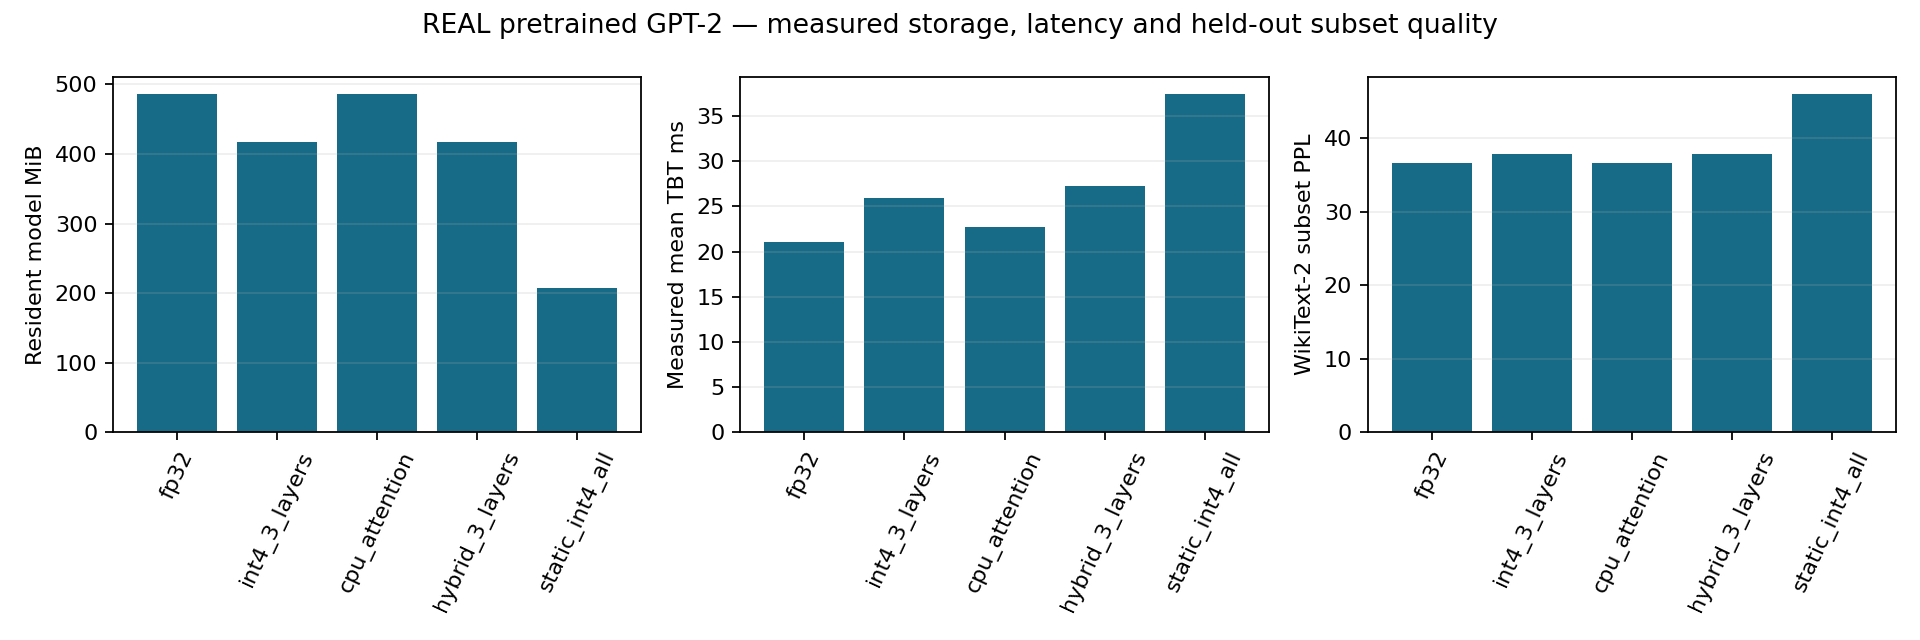 REAL pretrained GPT-2 — measured storage, latency and held-out subset quality
Resident model MiB
500
400
300
200
100
0
fp32
int4_3_layers
cpu_attention
hybrid_3_layers
static_int4_all
Measured mean TBT ms
35
30
25
20
15
10
5
0
fp32
int4_3_layers
cpu_attention
hybrid_3_layers
static_int4_all
WikiText-2 subset PPL
40
30
20
10
0
fp32
int4_3_layers
cpu_attention
hybrid_3_layers
static_int4_all